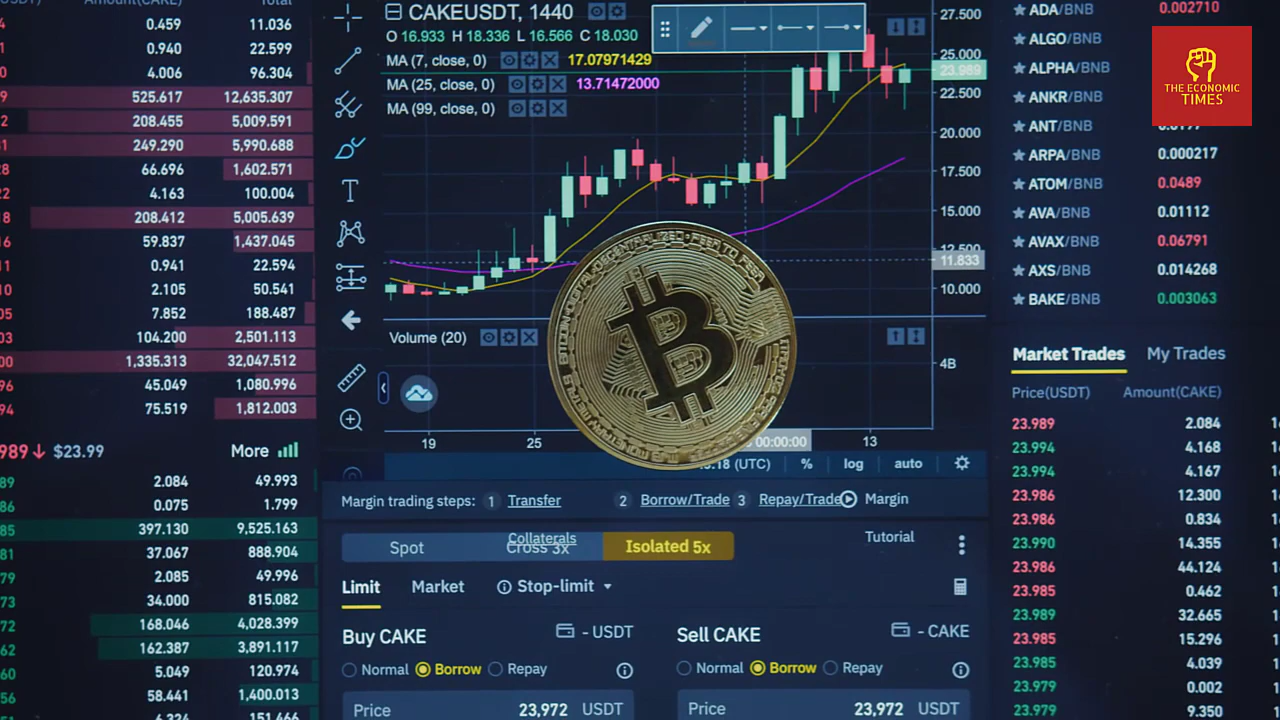 Amount(CAKE) Total
0.459 11.036
0.940 22.599
4.006 96.304
525.617 12,635.307
208.455 5,009.591
249.290 5,990.688
66.696 1,602.571
4.163 100.004
208.412 5,005.639
59.837 1,437.045
0.941 22.594
2.105 50.541
7.852 188.487
104.200 2,501.113
1,335.313 32,047.512
45.049 1,080.996
75.519 1,812.003
989↓ $23.99 More
2.084 49.993
0.075 1.799
397.130 9,525.163
37.067 888.904
2.085 49.996
34.000 815.082
168.046 4,028.399
162.387 3,891.117
5.049 120.974
58.441 1,400.013
151.466
CAKEUSDT, 1440
O 16.933 H 18.336 L 16.566 C 18.030
MA (7, close, 0) 17.07971429
MA (25, close, 0) 13.71472000
MA (99, close, 0)
27.500
25.000
23.989
22.500
20.000
17.500
15.000
12.500
11.833
10.000
Volume (20)
4B
B
19 25 00:00:00 13
(UTC) % log auto
Margin trading steps: 1 Transfer 2 Borrow/Trade 3 Repay/Trade Margin
Collaterals Tutorial
Spot Cross 3x Isolated 5x
Limit Market Stop-limit
Buy CAKE - USDT
Normal Borrow Repay
Price 23,972 USDT
Sell CAKE - CAKE
Normal Borrow Repay
Price 23,972 USDT
ADA/BNB 0.002710
ALGO/BNB
ALPHA/BNB
ANKR/BNB
ANT/BNB
ARPA/BNB 0.000217
ATOM/BNB 0.0489
AVA/BNB 0.01112
AVAX/BNB 0.06791
AXS/BNB 0.014268
BAKE/BNB 0.003063
THE ECONOMIC
TIMES
Market Trades My Trades
Price(USDT) Amount(CAKE)
23.989 2.084
23.994 4.168
23.994 4.167
23.986 12.300
23.986 0.834
23.990 14.355
23.986 44.124
23.985 0.462
23.989 32.665
23.985 15.296
23.985 4.039
23.979 0.002
23.979 9.350